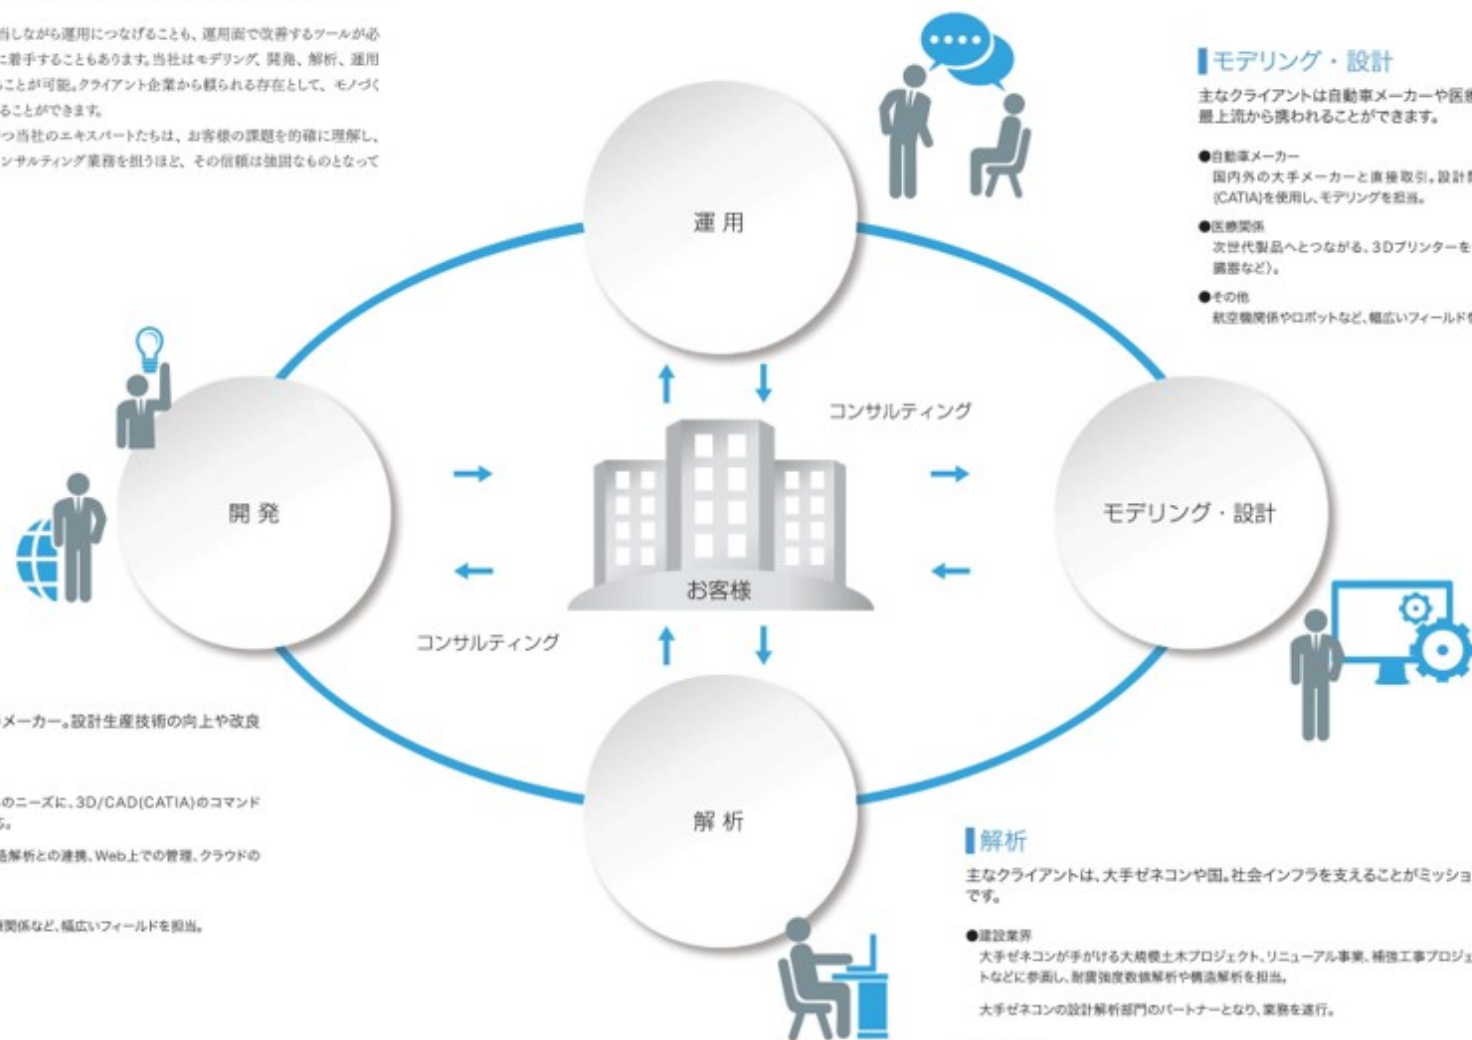 当しながら運用につなげることも、運用面で改善するツールが必
に着手することもあります。当社はモデリング、開発、解析、運用
ることが可能。クライアント企業から頼られる存在として、モノづく
ることができます。
つ当社のエキスパートたちは、お客様の課題を的確に理解し、
ンサルティング業務を担うほど、その信頼は強固なものとなって
運用
モデリング・設計
主なクライアントは自動車メーカーや医療
最上流から携われることができます。
●自動車メーカー
国内外の大手メーカーと直接取引。設計
(CATIA)を使用し、モデリングを担当。
●医療関係
次世代製品へとつながる、3Dプリンターを
臓器など)。
●その他
航空機関係やロボットなど、幅広いフィールドを
コンサルティング
開発
お客様
モデリング・設計
コンサルティング
メーカー。設計生産技術の向上や改良
のニーズに、3D/CAD(CATIA)のコマンド
解析との連携、Web上での管理、クラウドの
関係など、幅広いフィールドを担当。
解析
解析
主なクライアントは、大手ゼネコンや国。社会インフラを支えることがミッショ
です。
●建設業界
大手ゼネコンが手がける大規模土木プロジェクト、リニューアル事業、補強工事プロジェ
トなどに参画し、耐震強度数値解析や構造解析を担当。
大手ゼネコンの設計解析部門のパートナーとなり、業務を遂行。